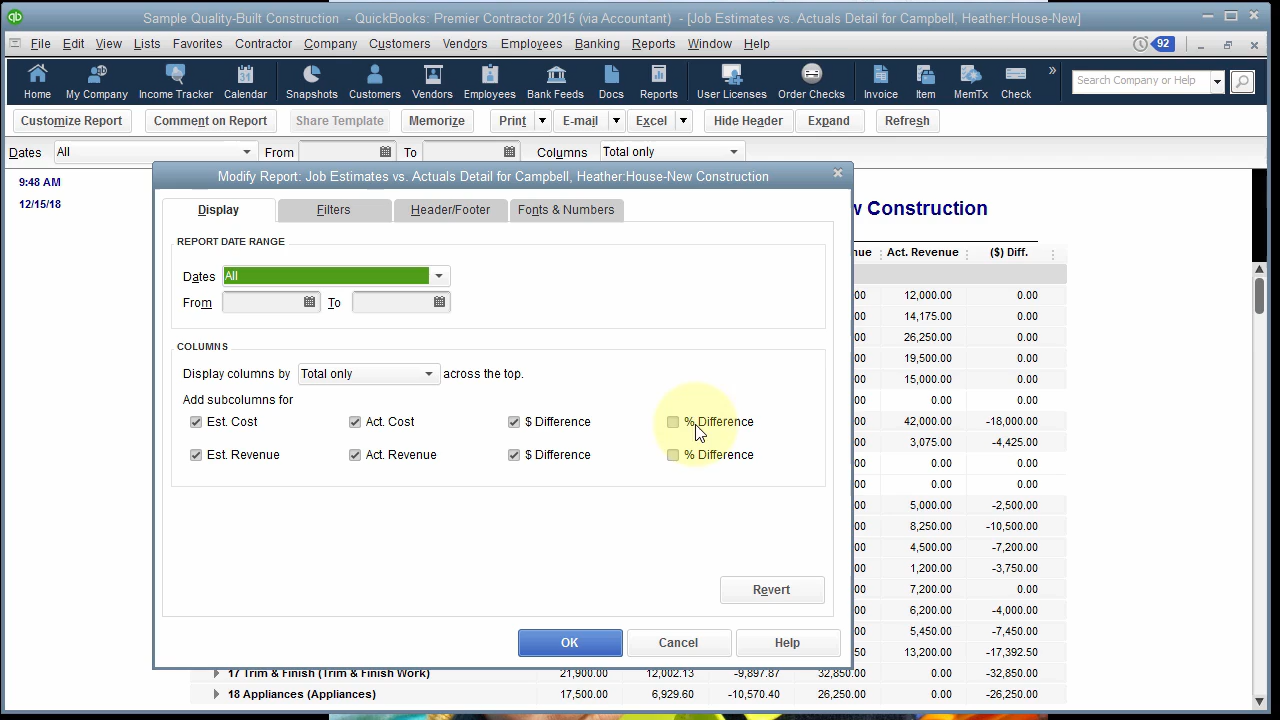 Sample Quality-Built Construction - QuickBooks: Premier Contractor 2015 (via Accountant) - [Job Estimates vs. Actuals Detail for Campbell, Heather:House-New]
File Edit View Lists Favorites Contractor Company Customers Vendors Employees Banking Reports Window Help 92
Home My Company Income Tracker Calendar Snapshots Customers Vendors Employees Bank Feeds Docs Reports User Licenses Order Checks Invoice Item MemTx Check » Search Company or Help
Customize Report Comment on Report Share Template Memorize Print E-mail Excel Hide Header Expand Refresh
Dates All From To Columns Total only
9:48 AM
12/15/18
w Construction
nue Act. Revenue ($) Diff.
00 12,000.00 0.00
00 14,175.00 0.00
00 26,250.00 0.00
00 19,500.00 0.00
00 15,000.00 0.00
00 0.00 0.00
00 42,000.00 -18,000.00
00 3,075.00 -4,425.00
00 0.00 0.00
00 0.00 0.00
00 5,000.00 -2,500.00
00 8,250.00 -10,500.00
00 4,500.00 -7,200.00
00 1,200.00 -3,750.00
00 7,200.00 0.00
00 6,200.00 -4,000.00
00 5,450.00 -7,450.00
50 13,200.00 -17,392.50
17 Trim & Finish (Trim & Finish Work) 21,900.00 12,002.13 -9,897.87 32,850.00 0.00 -32,850.00
18 Appliances (Appliances) 17,500.00 6,929.60 -10,570.40 26,250.00 0.00 -26,250.00
Modify Report: Job Estimates vs. Actuals Detail for Campbell, Heather:House-New Construction
Display Filters Header/Footer Fonts & Numbers
REPORT DATE RANGE
Dates All
From To
COLUMNS
Display columns by Total only across the top.
Add subcolumns for
Est. Cost Act. Cost $ Difference % Difference
Est. Revenue Act. Revenue $ Difference % Difference
Revert
OK Cancel Help